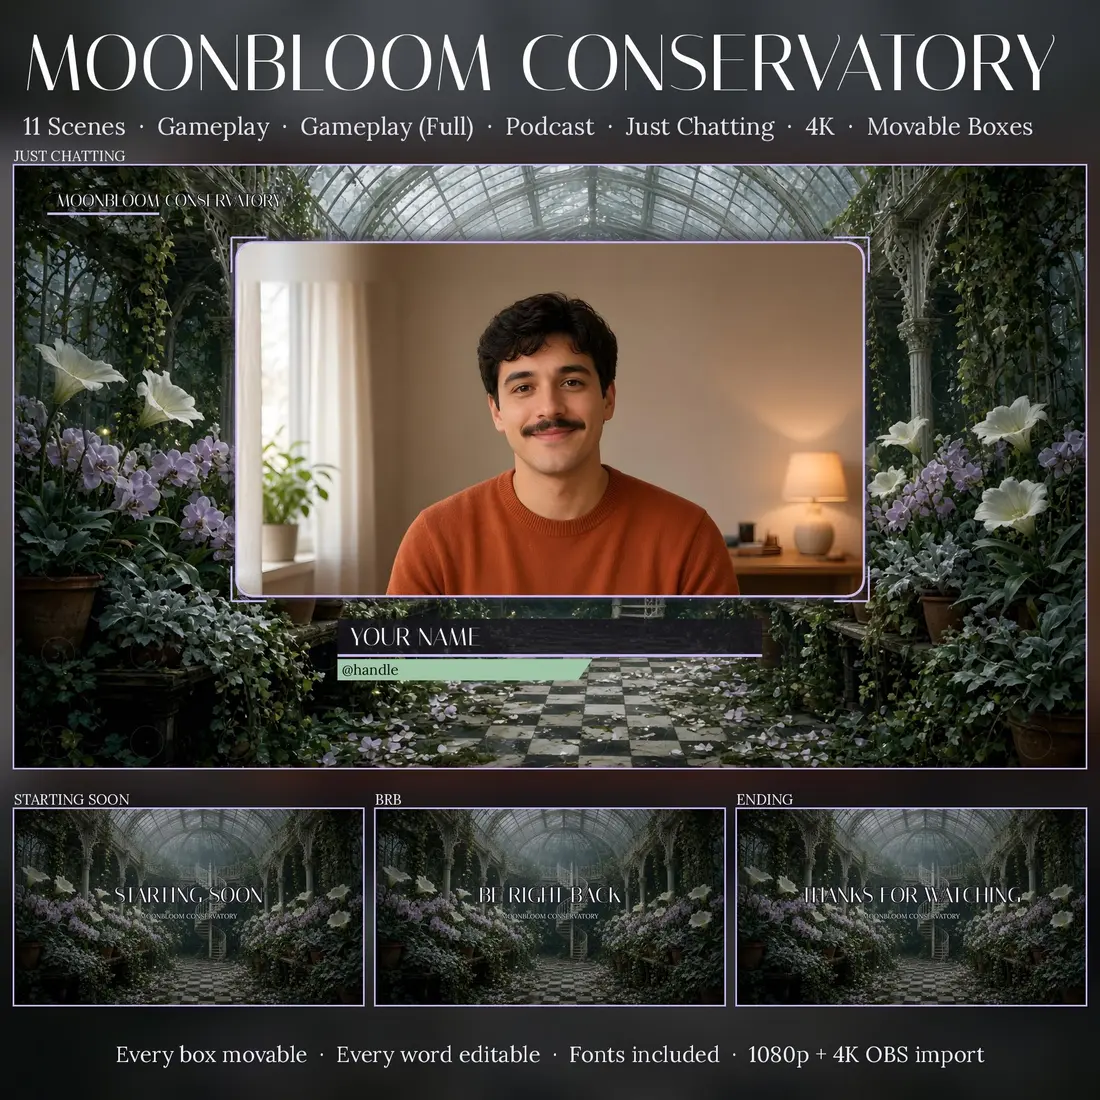 MOONBLOOM CONSERVATORY
11 Scenes · Gameplay · Gameplay (Full) · Podcast · Just Chatting · 4K · Movable Boxes
JUST CHATTING
MOONBLOOM CONSERVATORY
YOUR NAME
@handle
STARTING SOON
BRB
ENDING
STARTING SOON
MOONBLOOM CONSERVATORY
BE RIGHT BACK
MOONBLOOM CONSERVATORY
THANKS FOR WATCHING
MOONBLOOM CONSERVATORY
Every box movable · Every word editable · Fonts included · 1080p + 4K OBS import